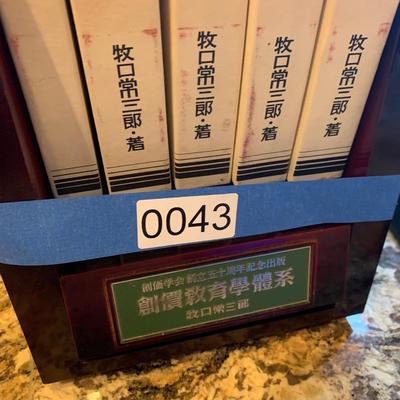 牧口常三郎・著
牧口常三郎・著
牧口常三郎・著
牧口常三郎・著
0043
創価学会 創立五十周年記念出版
創價敎育學體系
牧口常三郎